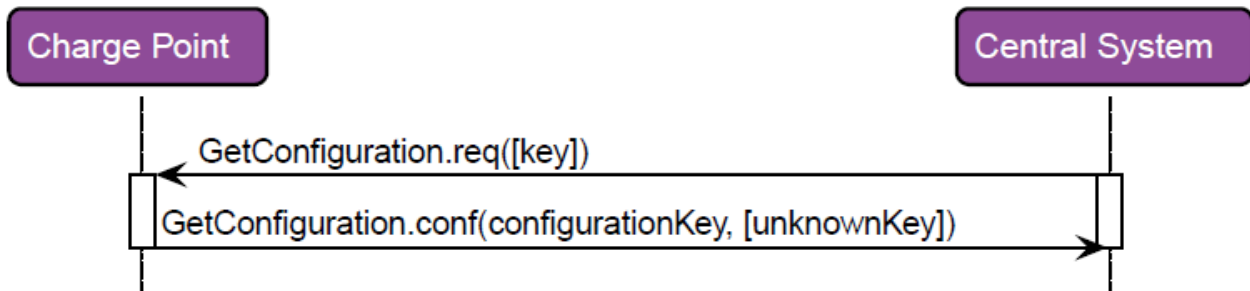 Charge Point
Central System
GetConfiguration.req([key])
GetConfiguration.conf(configurationKey, [unknownKey])